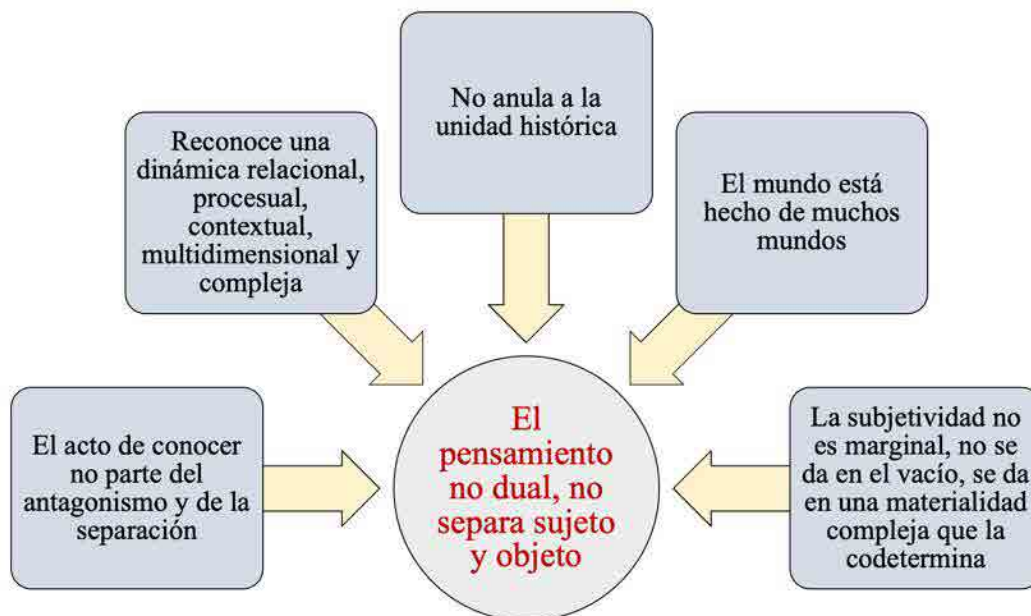 No anula a la
unidad histórica
Reconoce una
dinámica relacional,
procesual,
contextual,
multidimensional y
compleja
El mundo está
hecho de muchos
mundos
El acto de conocer
no parte del
antagonismo y de la
separación
El
pensamiento
no dual, no
separa sujeto
y objeto
La subjetividad no
es marginal, no se
da en el vacío, se da
en una materialidad
compleja que la
codetermina